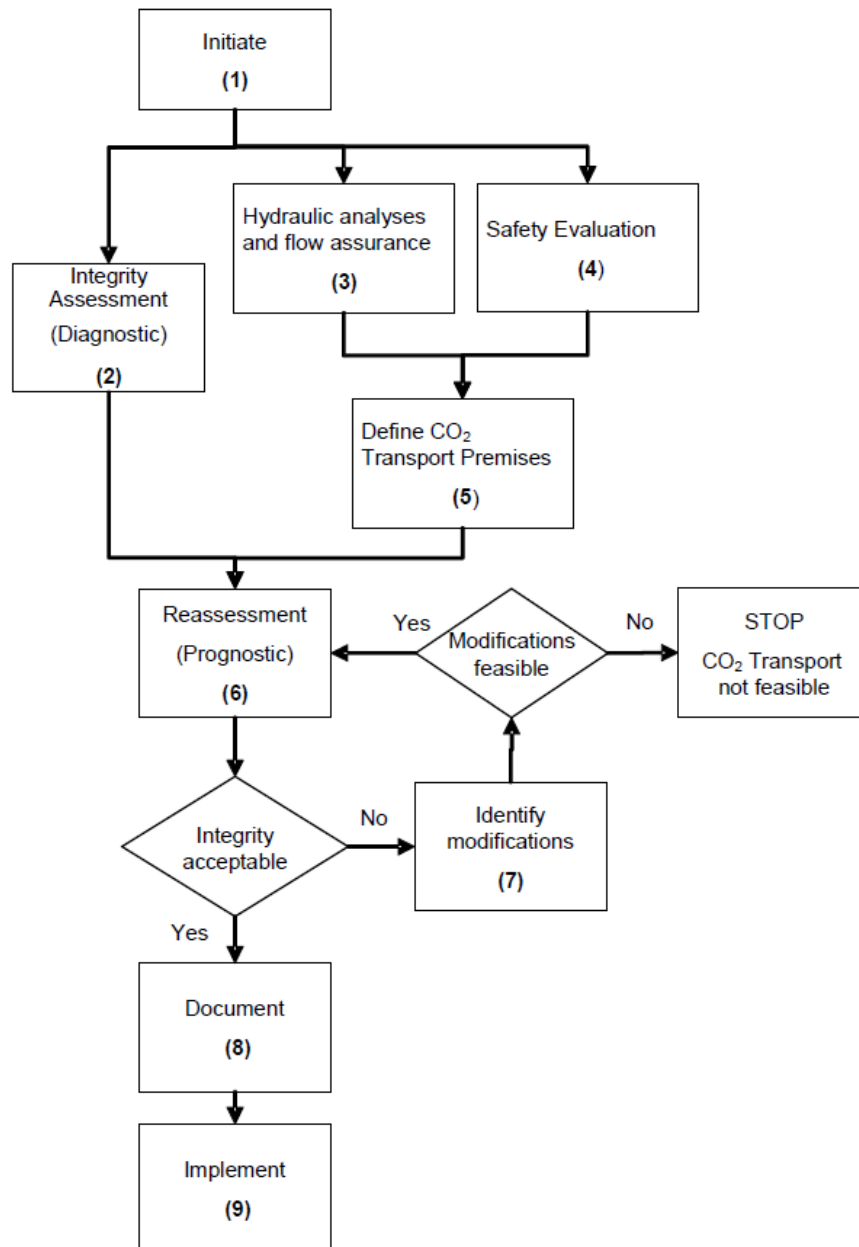 Initiate
(1)
Hydraulic analyses
and flow assurance
(3)
Safety Evaluation
(4)
Integrity
Assessment
(Diagnostic)
(2)
Define CO₂
Transport Premises
(5)
Reassessment
(Prognostic)
(6)
Yes
Modifications
feasible
No
STOP
CO₂ Transport
not feasible
Integrity
acceptable
No
Identify
modifications
(7)
Yes
Document
(8)
Implement
(9)